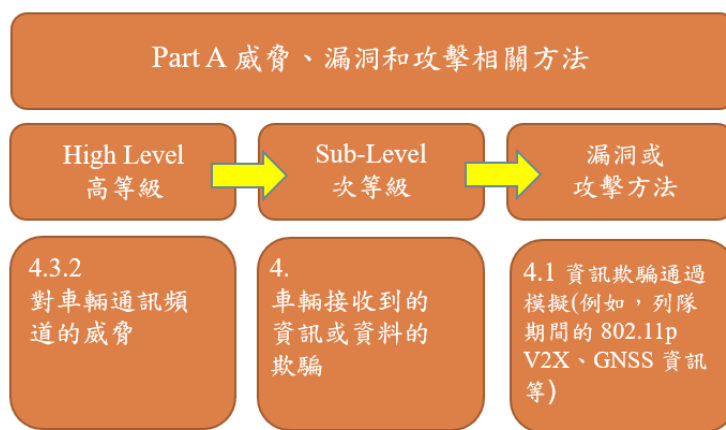 Part A 威脅、漏洞和攻擊相關方法
High Level
高等級
Sub-Level
次等級
漏洞或
攻擊方法
4.3.2
對車輛通訊頻
道的威脅
4.
車輛接收到的
資訊或資料的
欺騙
4.1 資訊欺騙通過
模擬(例如，列隊
期間的 802.11p
V2X、GNSS 資訊
等)